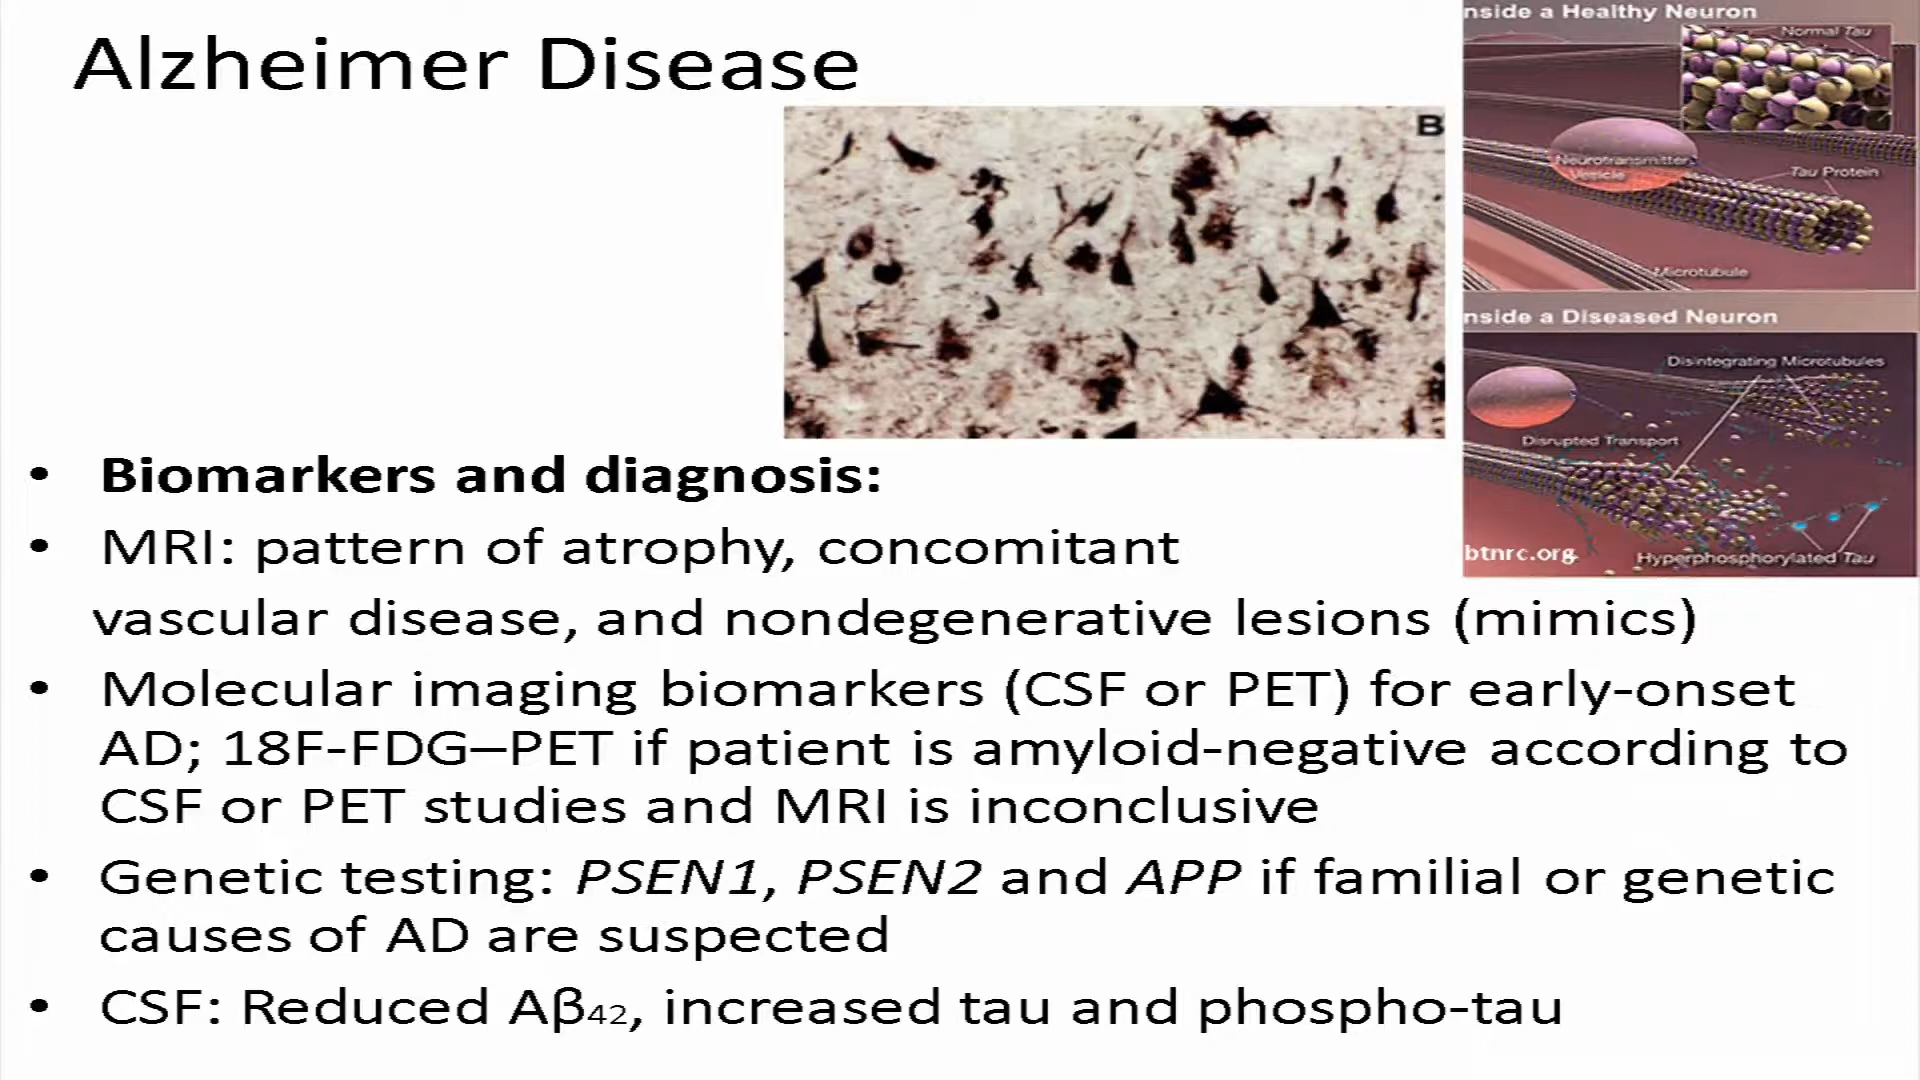 Alzheimer Disease
nside a Healthy Neuron
Normal Tau
Neurotransmitter
Vesicle
Tau Protein
Microtubule
B
nside a Diseased Neuron
Disintegrating Microtubules
Disrupted Transport
btnrc.org
Hyperphosphorylated Tau
• Biomarkers and diagnosis:
• MRI: pattern of atrophy, concomitant
vascular disease, and nondegenerative lesions (mimics)
• Molecular imaging biomarkers (CSF or PET) for early-onset
AD; 18F-FDG—PET if patient is amyloid-negative according to
CSF or PET studies and MRI is inconclusive
• Genetic testing: PSEN1, PSEN2 and APP if familial or genetic
causes of AD are suspected
• CSF: Reduced Aβ₄₂, increased tau and phospho-tau